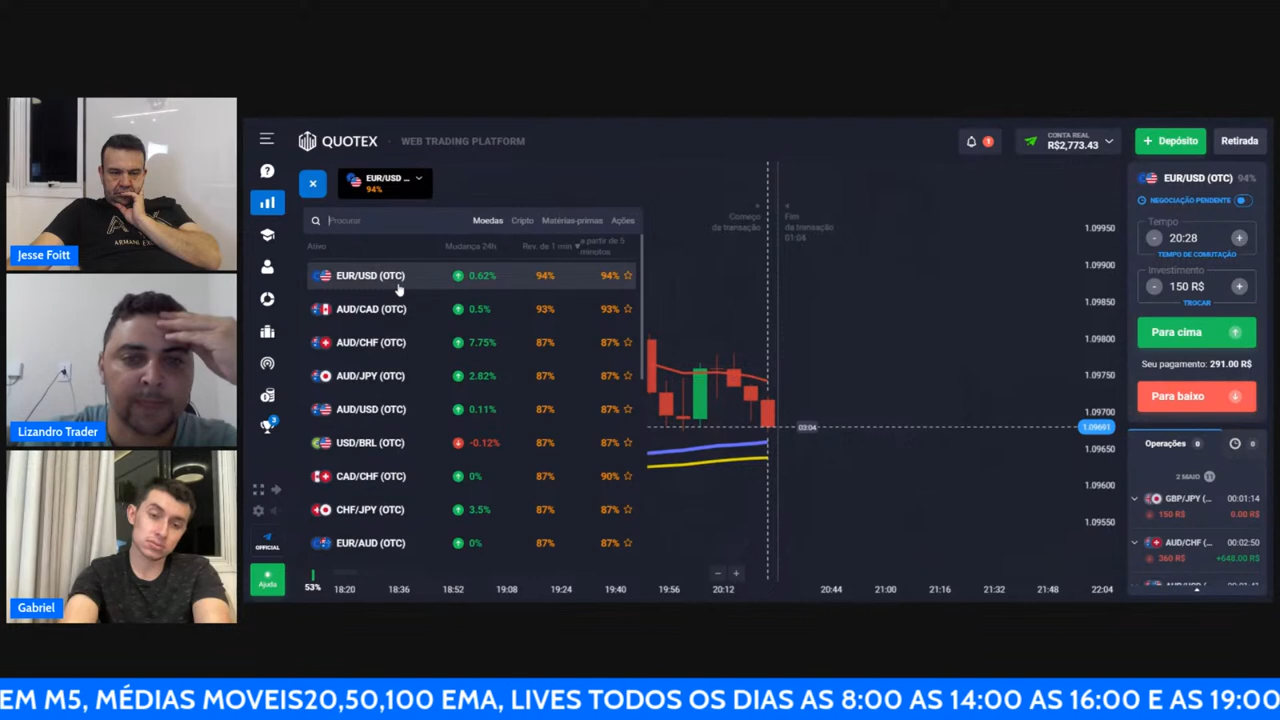 Jesse Foitt
Lizandro Trader
Gabriel
QUOTEX
WEB TRADING PLATFORM
1
CONTA REAL
R$2,773.43
+ Depósito
Retirada
EUR/USD ...
94%
Procurar
Moedas
Cripto
Matérias-primas
Ações
Ativo
Mudança 24h
Rev. de 1 min
a partir de 5
minutos
EUR/USD (OTC) 0.62% 94% 94%
AUD/CAD (OTC) 0.5% 93% 93%
AUD/CHF (OTC) 7.75% 87% 87%
AUD/JPY (OTC) 2.82% 87% 87%
AUD/USD (OTC) 0.11% 87% 87%
USD/BRL (OTC) -0.12% 87% 87%
CAD/CHF (OTC) 0% 87% 90%
CHF/JPY (OTC) 3.5% 87% 87%
EUR/AUD (OTC) 0% 87% 87%
3
OFFICIAL
Ajuda
53%
Começo
da transação
Fim
da transação
01:04
03:04
1.09950
1.09900
1.09850
1.09800
1.09750
1.09700
1.09691
1.09650
1.09600
1.09550
18:20 18:36 18:52 19:08 19:24 19:40 19:56 20:12 20:44 21:00 21:16 21:32 21:48 22:04
EUR/USD (OTC) 94%
NEGOCIAÇÃO PENDENTE
Tempo
- 20:28 +
TEMPO DE COMUTAÇÃO
Investimento
- 150 R$ +
TROCAR
Para cima
Seu pagamento: 291.00 R$
Para baixo
Operações 0
0
2 MAIO 11
GBP/JPY (... 00:01:14
150 R$ 0.00 R$
AUD/CHF (... 00:02:50
360 R$ +648.00 R$
EM M5, MÉDIAS MOVEIS20,50,100 EMA, LIVES TODOS OS DIAS AS 8:00 AS 14:00 AS 16:00 E AS 19:00